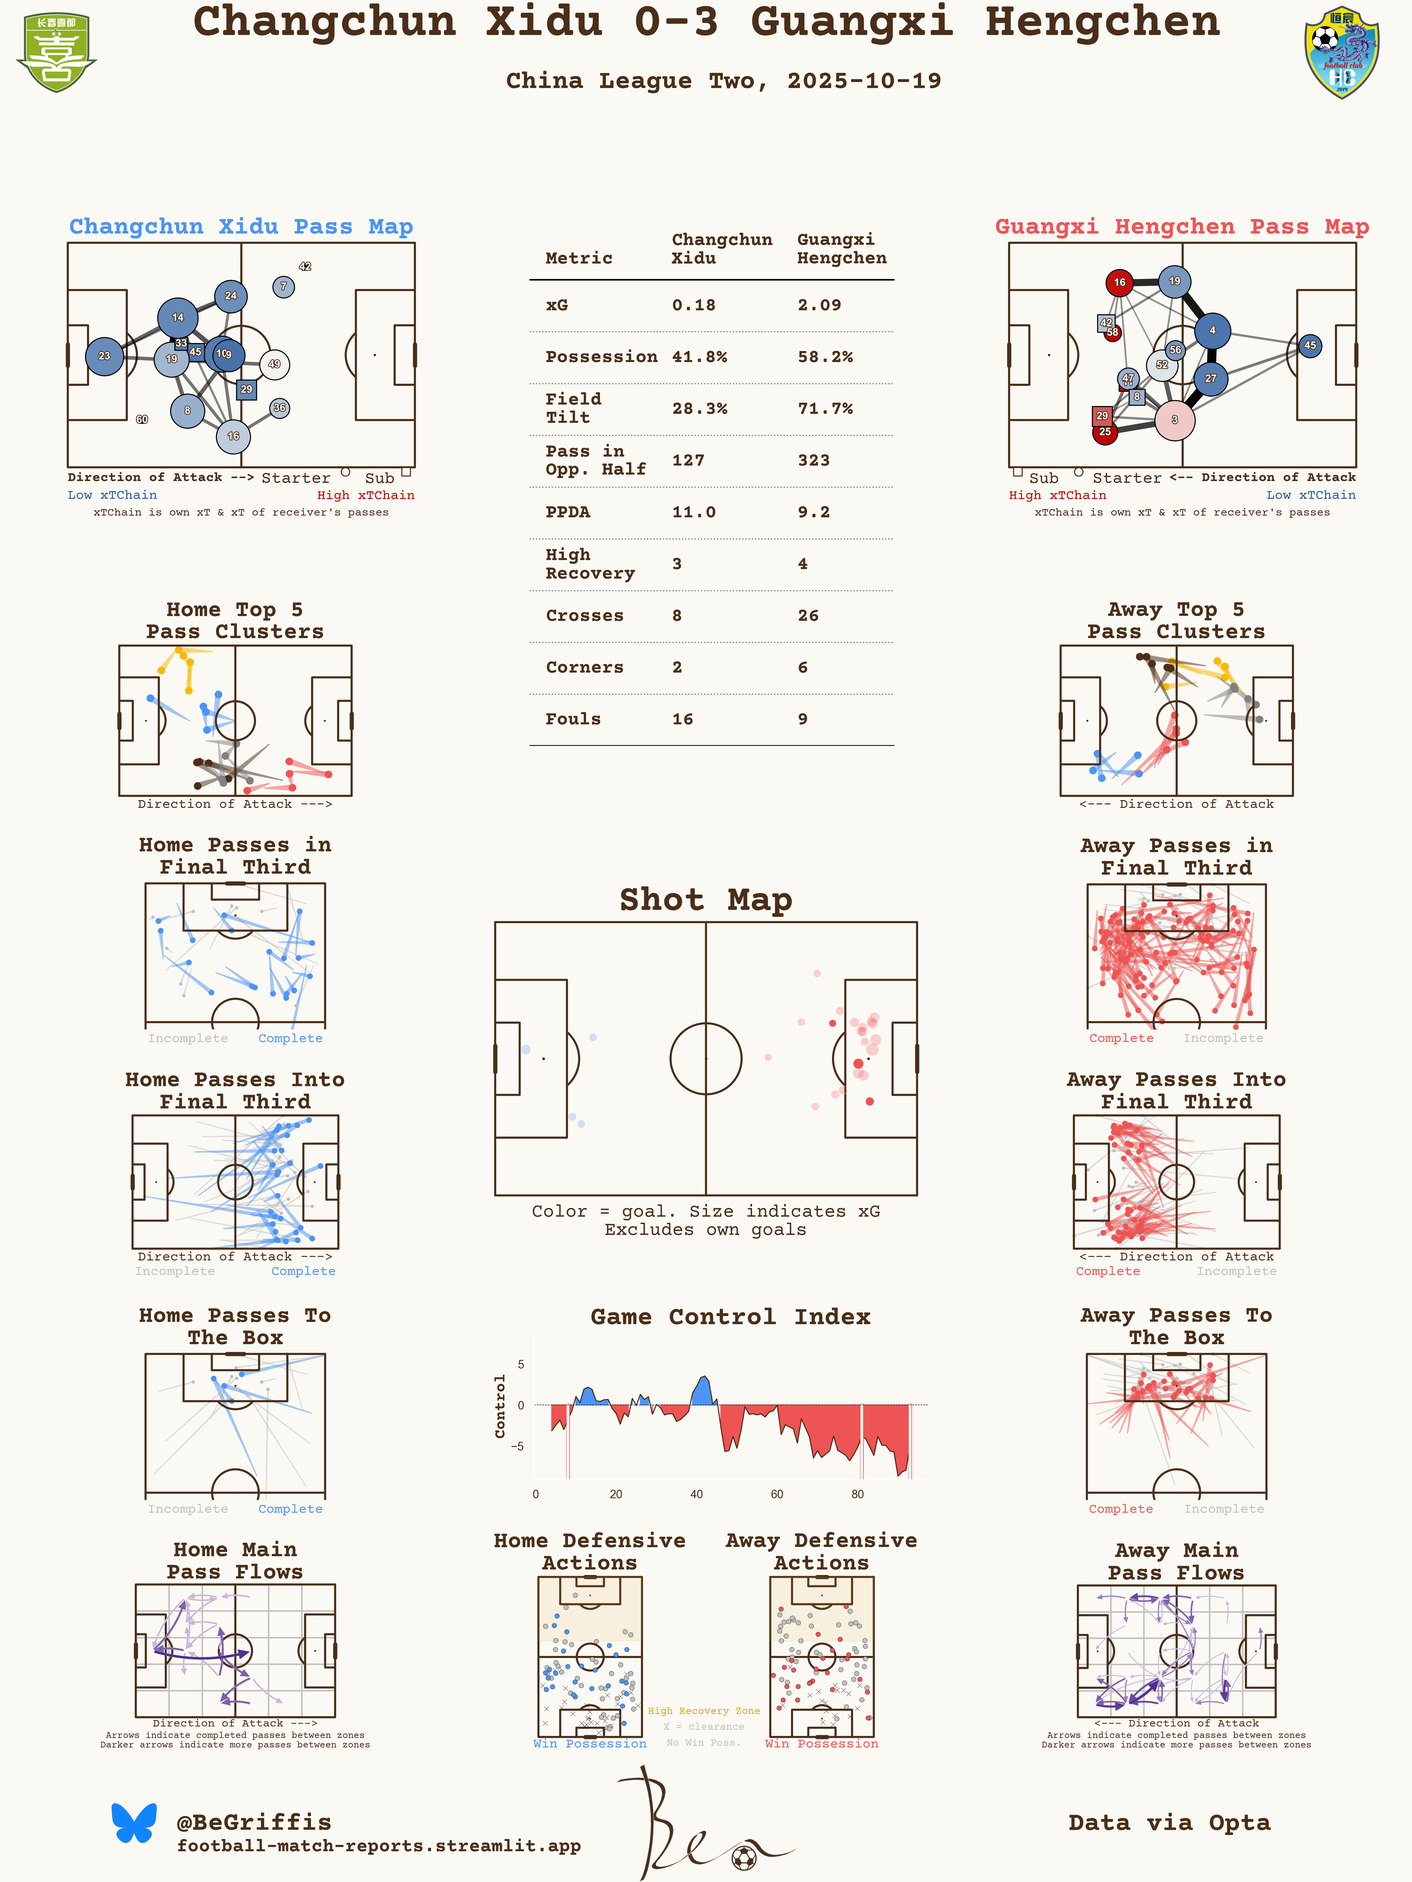 Changchun Xidu 0-3 Guangxi Hengchen
China League Two, 2025-10-19
长春喜都
喜
恒宸
football club
HC
2019
Changchun Xidu Pass Map
42
7
24
14
33
23
19
45
10
9
49
29
8
36
60
16
Direction of Attack -->
Starter
Sub
Low xTChain
High xTChain
xTChain is own xT & xT of receiver's passes
Metric
Changchun
Xidu
Guangxi
Hengchen
xG 0.18 2.09
Possession 41.8% 58.2%
Field
Tilt
28.3% 71.7%
Pass in
Opp. Half
127 323
PPDA 11.0 9.2
High
Recovery
3 4
Crosses 8 26
Corners 2 6
Fouls 16 9
Guangxi Hengchen Pass Map
16
19
42
58
4
45
56
52
47
27
8
29
25
3
Sub
Starter
<-- Direction of Attack
High xTChain
Low xTChain
xTChain is own xT & xT of receiver's passes
Home Top 5
Pass Clusters
Direction of Attack --->
Away Top 5
Pass Clusters
<--- Direction of Attack
Home Passes in
Final Third
Incomplete
Complete
Away Passes in
Final Third
Complete
Incomplete
Shot Map
Color = goal. Size indicates xG
Excludes own goals
Home Passes Into
Final Third
Direction of Attack --->
Incomplete
Complete
Away Passes Into
Final Third
<--- Direction of Attack
Complete
Incomplete
Home Passes To
The Box
Incomplete
Complete
Game Control Index
Control
5
0
−5
0
20
40
60
80
Away Passes To
The Box
Complete
Incomplete
Home Main
Pass Flows
Direction of Attack --->
Arrows indicate completed passes between zones
Darker arrows indicate more passes between zones
Home Defensive
Actions
Win Possession
Away Defensive
Actions
Win Possession
High Recovery Zone
X = clearance
No Win Poss.
Away Main
Pass Flows
<--- Direction of Attack
Arrows indicate completed passes between zones
Darker arrows indicate more passes between zones
@BeGriffis
football-match-reports.streamlit.app
Ben
Data via Opta